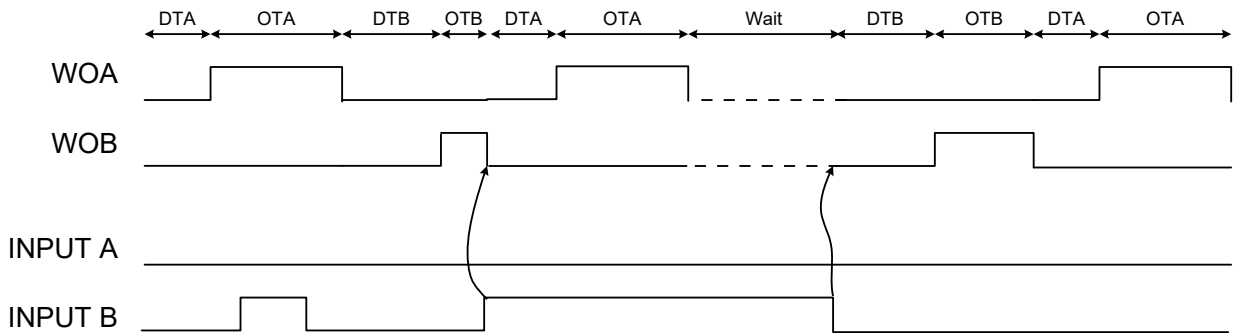 DTA OTA DTB OTB DTA OTA Wait DTB OTB DTA OTA
WOA
WOB
INPUT A
INPUT B